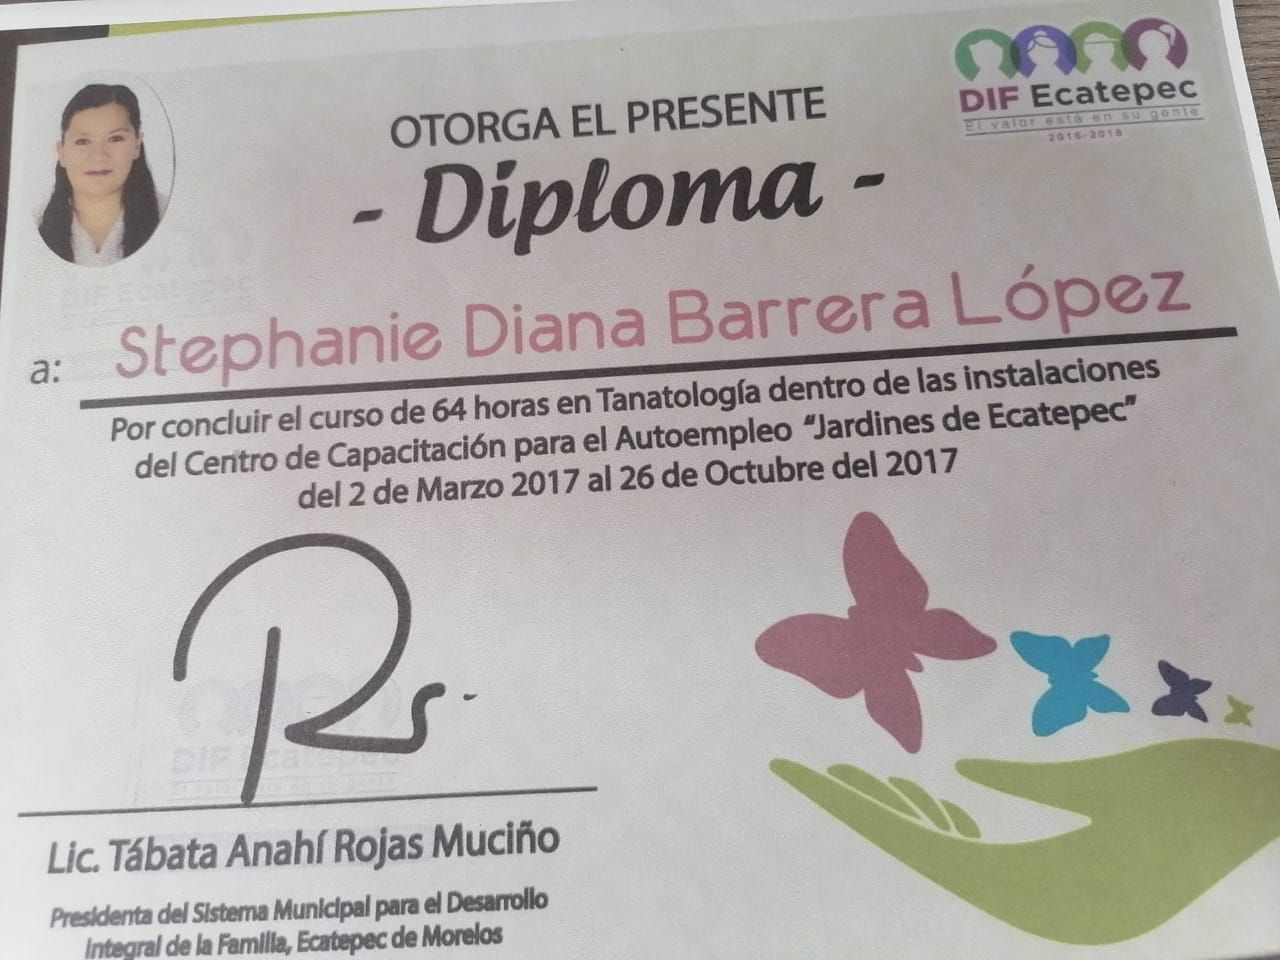 DIF Ecatepec
El valor está en su gente
2016-2018
OTORGA EL PRESENTE
- Diploma -
a: Stephanie Diana Barrera López
Por concluir el curso de 64 horas en Tanatología dentro de las instalaciones
del Centro de Capacitación para el Autoempleo “Jardines de Ecatepec”
del 2 de Marzo 2017 al 26 de Octubre del 2017
Rs.
Lic. Tábata Anahí Rojas Muciño
Presidenta del Sistema Municipal para el Desarrollo
Integral de la Familia, Ecatepec de Morelos